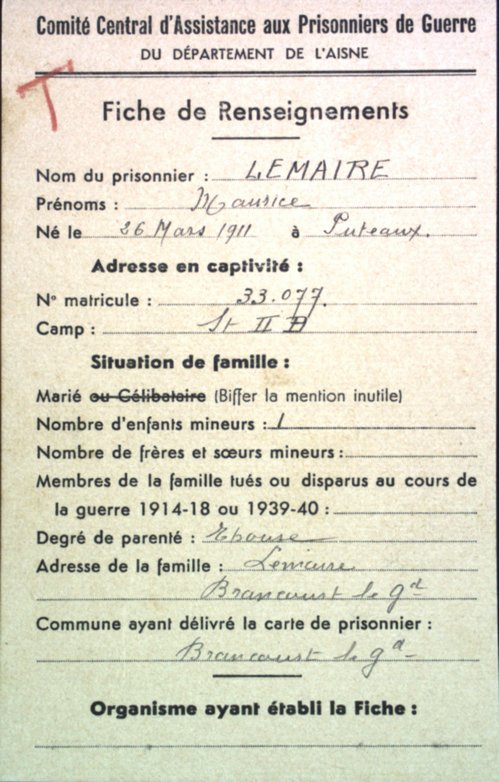 Comité Central d'Assistance aux Prisonniers de Guerre
DU DÉPARTEMENT DE L'AISNE
T
Fiche de Renseignements
Nom du prisonnier : LEMAIRE
Prénoms : Maurice
Né le 26 Mars 1911 à Puteaux.
Adresse en captivité :
N° matricule : 33.077.
Camp : St II B
Situation de famille :
Marié ou Célibataire (Biffer la mention inutile)
Nombre d'enfants mineurs : 1
Nombre de frères et sœurs mineurs :
Membres de la famille tués ou disparus au cours de
la guerre 1914-18 ou 1939-40 :
Degré de parenté : Epouse
Adresse de la famille : Lemaire
Brancourt le gd
Commune ayant délivré la carte de prisonnier :
Brancourt le gd
Organisme ayant établi la Fiche :